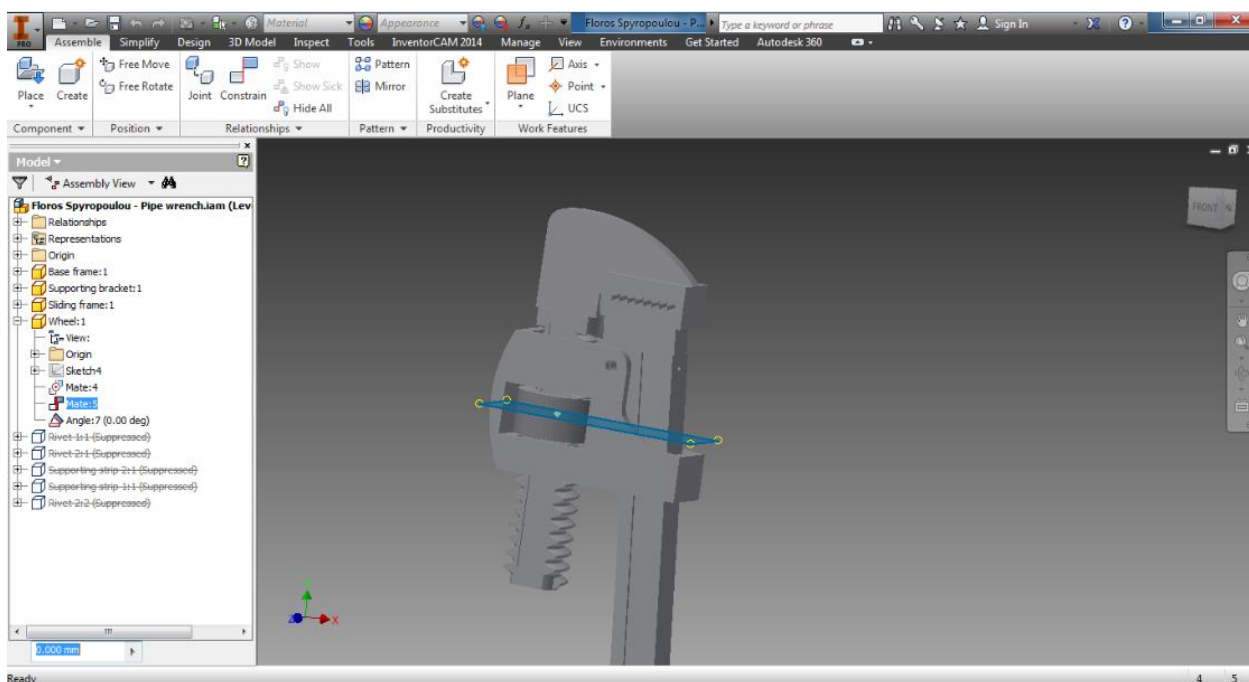 Material Appearance Floros Spyropoulou - P... Type a keyword or phrase Sign In
PRO Assemble Simplify Design 3D Model Inspect Tools InventorCAM 2014 Manage View Environments Get Started Autodesk 360
Free Move Show Pattern Axis
Free Rotate Show Sick Mirror Point
Place Create Joint Constrain Hide All Create Substitutes Plane UCS
Component Position Relationships Pattern Productivity Work Features
Model
Assembly View
Floros Spyropoulou - Pipe wrench.iam (Lev
Relationships
Representations
Origin
Base frame:1
Supporting bracket:1
Sliding frame:1
Wheel:1
View:
Origin
Sketch4
Mate:4
Mate:5
Angle:7 (0.00 deg)
Rivet 1:1 (Suppressed)
Rivet 2:1 (Suppressed)
Supporting strip 2:1 (Suppressed)
Supporting strip 1:1 (Suppressed)
Rivet 2:2 (Suppressed)
0.000 mm
FRONT
Y
Z X
Ready 4 5